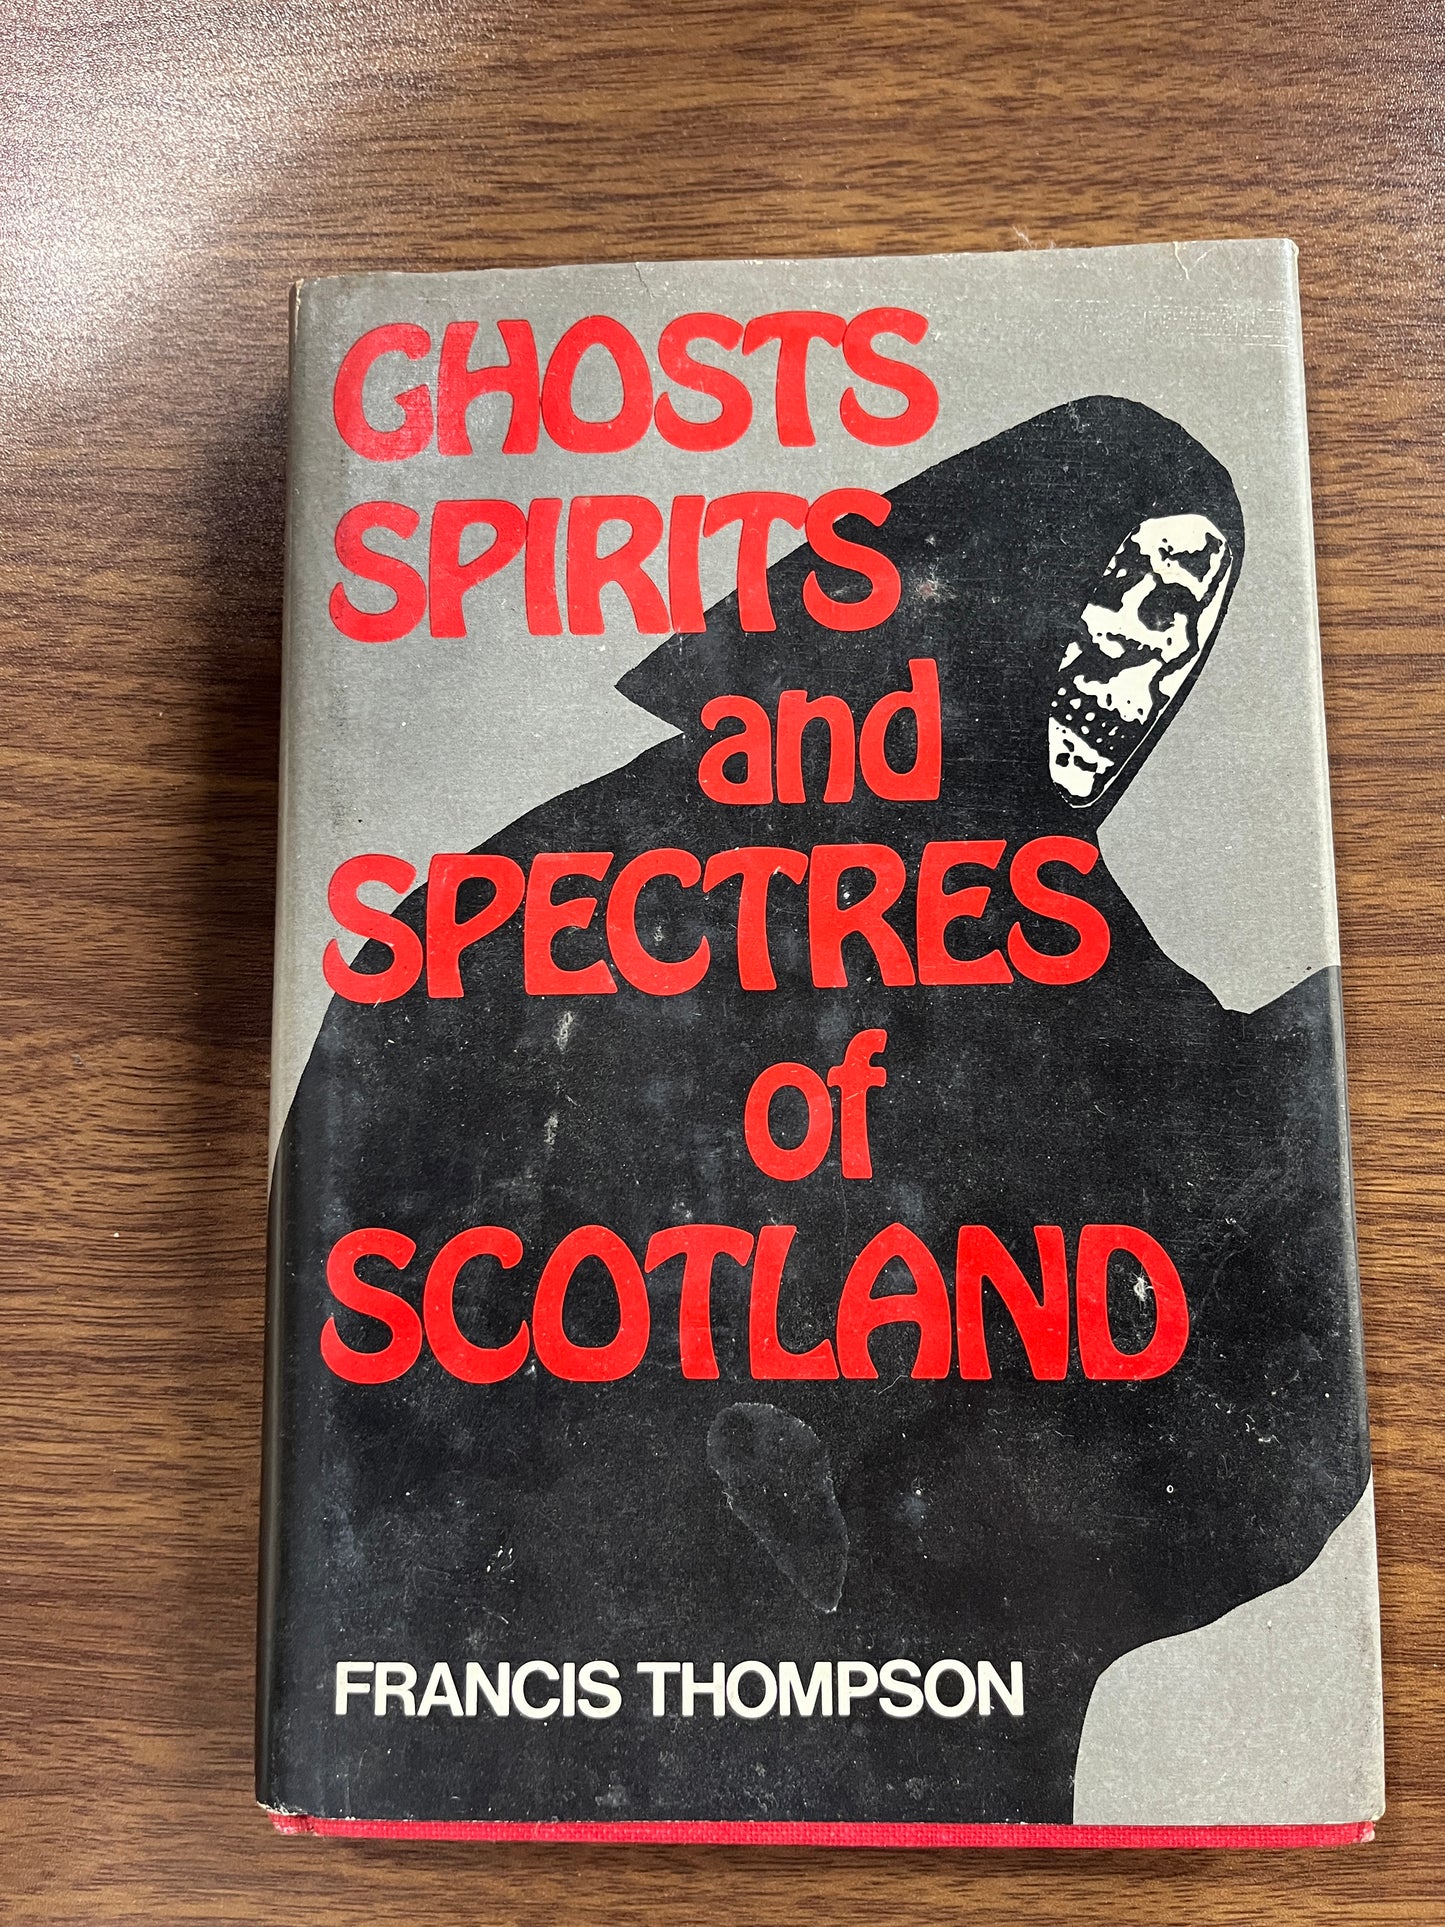 GHOSTS
SPIRITS
and
SPECTRES
of
SCOTLAND
FRANCIS THOMPSON